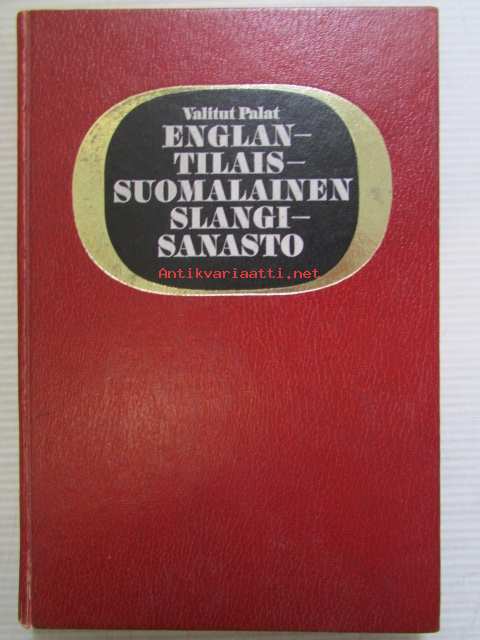 Valitut Palat
ENGLAN–
TILAIS–
SUOMALAINEN
SLANGI–
SANASTO
Antikvariaatti.net